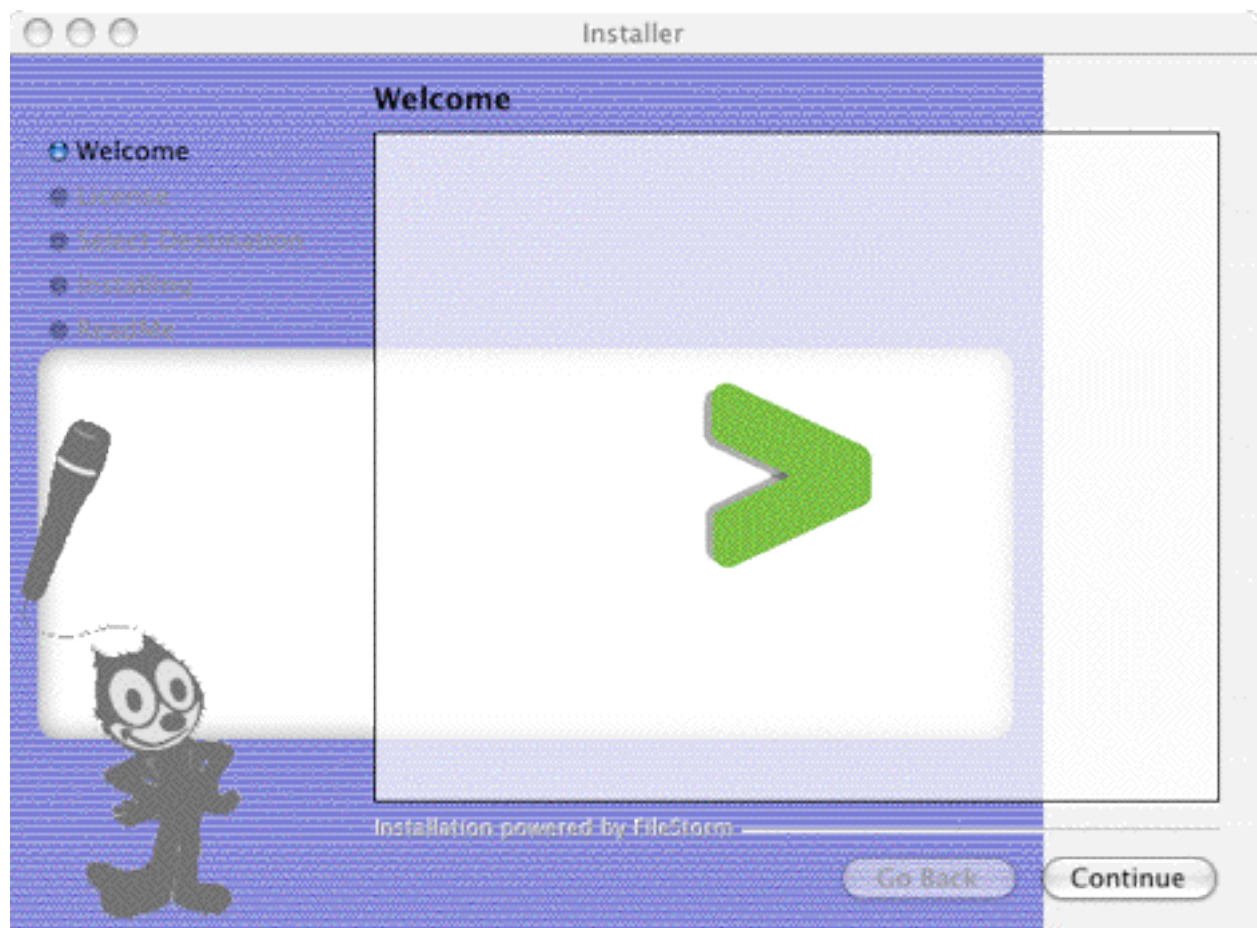 Installer
Welcome
Welcome
License
Select Destination
Installing
ReadMe
Installation powered by FileStorm
Go Back
Continue